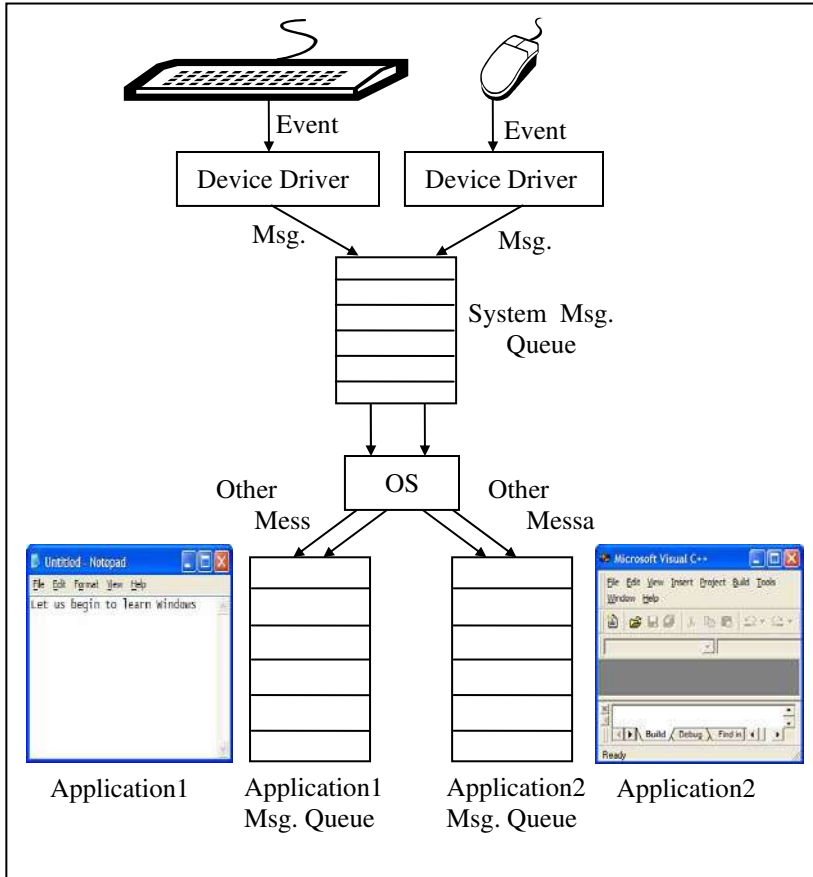 Event
Event
Device Driver
Device Driver
Msg.
Msg.
System Msg.
Queue
OS
Other
Mess
Other
Messa
Untitled - Notepad
File Edit Format View Help
Let us begin to learn Windows
Microsoft Visual C++
File Edit View Insert Project Build Tools
Window Help
Build Debug Find in
Ready
Application1
Application1
Msg. Queue
Application2
Msg. Queue
Application2